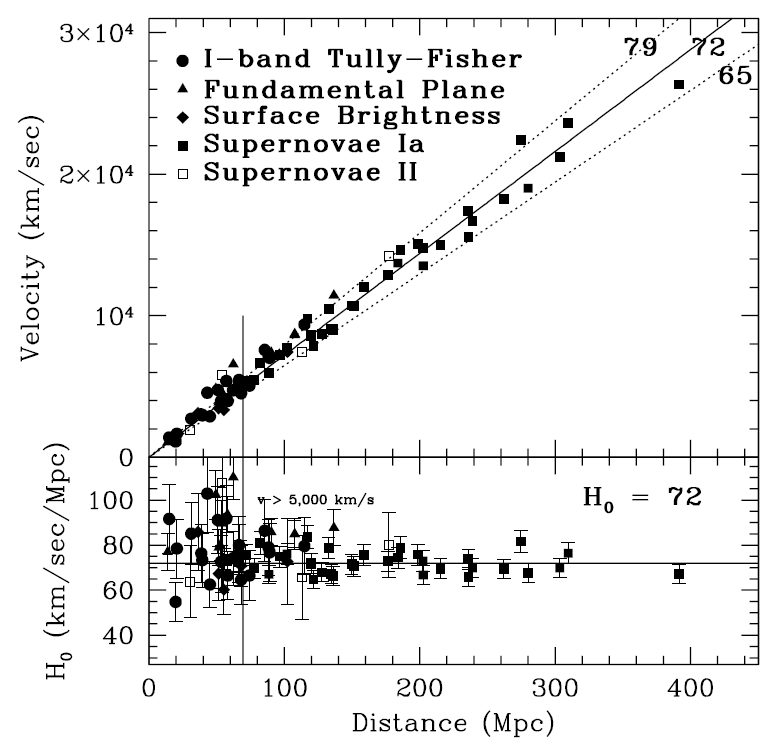 3×10⁴
79
72
65
I−band Tully−Fisher
Fundamental Plane
Surface Brightness
Supernovae Ia
Supernovae II
2×10⁴
10⁴
0
Velocity (km/sec)
v > 5,000 km/s
H₀ = 72
100
80
60
40
H₀ (km/sec/Mpc)
0 100 200 300 400
Distance (Mpc)